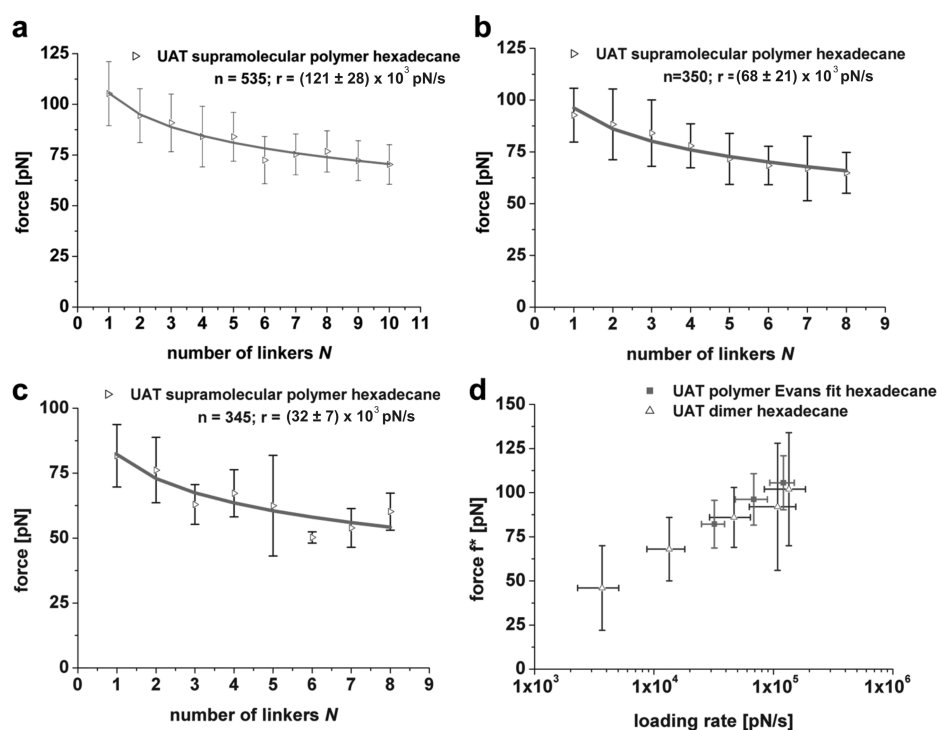 a
UAT supramolecular polymer hexadecane
n = 535; r = (121 ± 28) x 10³ pN/s
125
100
75
50
25
0
force [pN]
0 1 2 3 4 5 6 7 8 9 10 11
number of linkers N
b
UAT supramolecular polymer hexadecane
n=350; r =(68 ± 21) x 10³ pN/s
125
100
75
50
25
0
force [pN]
0 1 2 3 4 5 6 7 8 9
number of linkers N
c
UAT supramolecular polymer hexadecane
n = 345; r = (32 ± 7) x 10³ pN/s
100
75
50
25
0
force [pN]
0 1 2 3 4 5 6 7 8 9
number of linkers N
d
UAT polymer Evans fit hexadecane
UAT dimer hexadecane
150
125
100
75
50
25
0
force f* [pN]
1x10³ 1x10⁴ 1x10⁵ 1x10⁶
loading rate [pN/s]